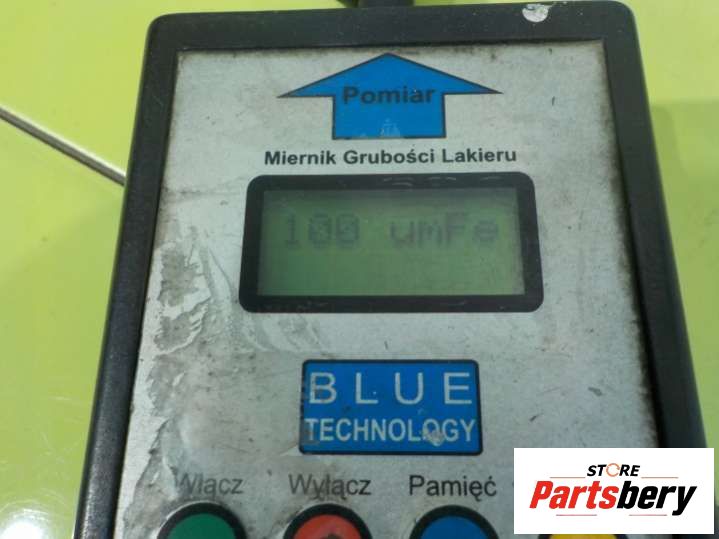 Pomiar
Miernik Grubości Lakieru
100 umFe
BLUE
TECHNOLOGY
Włącz Wyłącz Pamięć
STORE
Partsbery